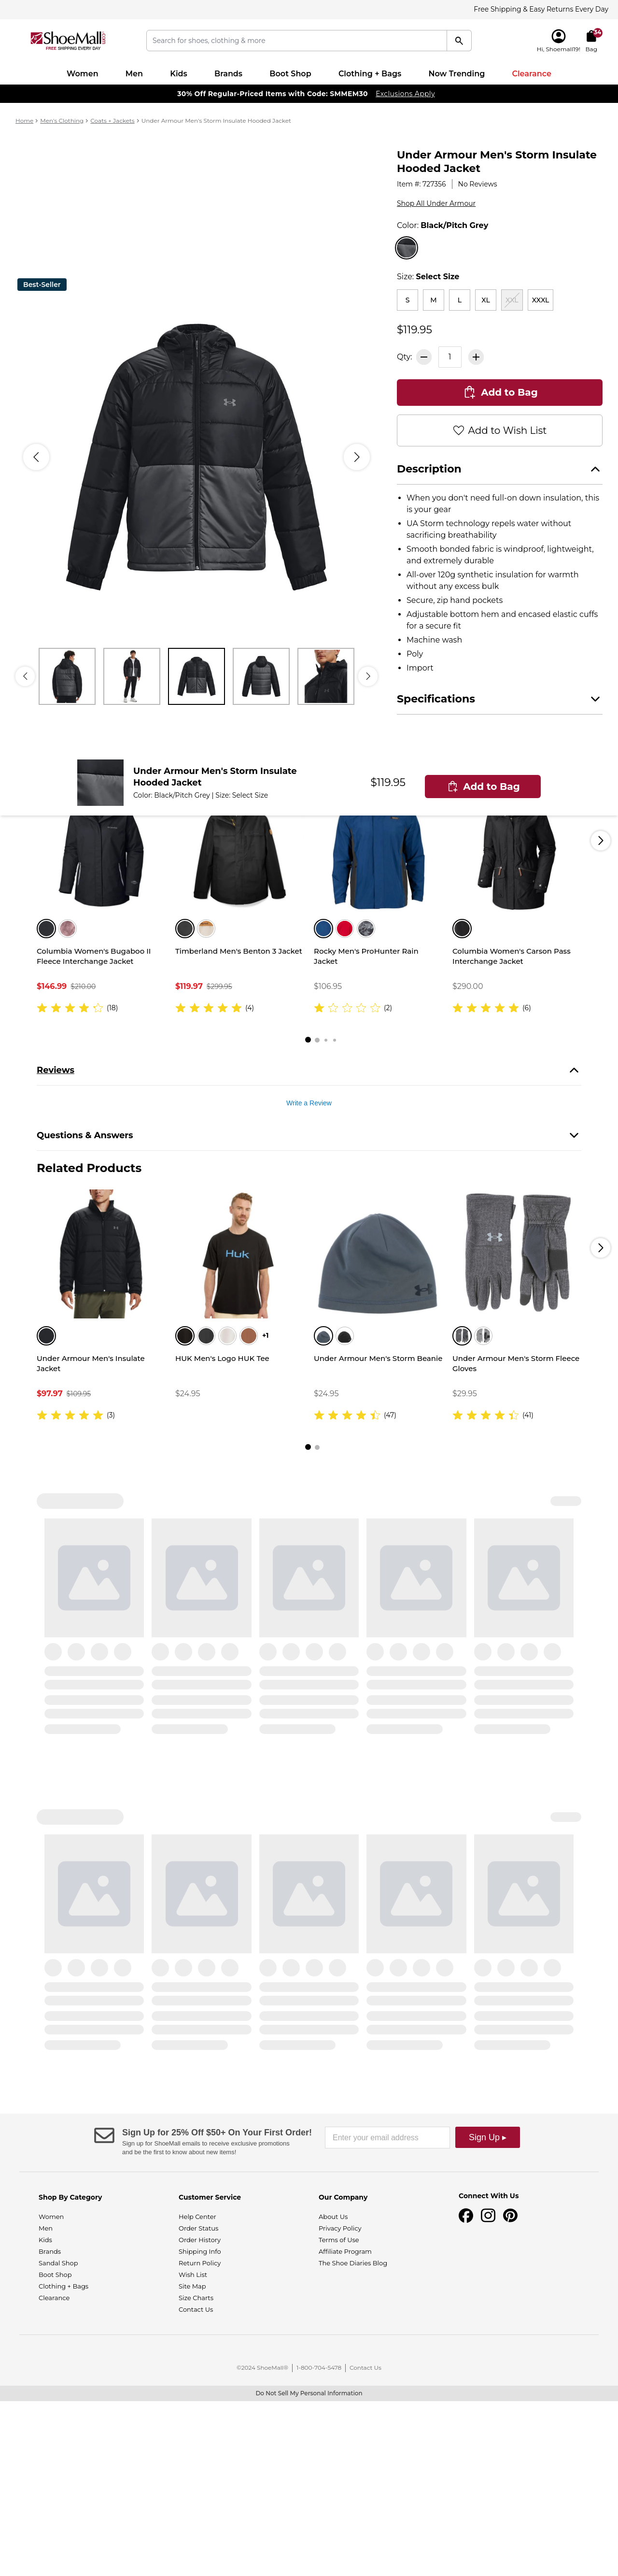 Free Shipping & Easy Returns Every Day
ShoeMall
FREE SHIPPING EVERY DAY
Search for shoes, clothing & more
Hi, Shoemall19!
34
Bag
Women
Men
Kids
Brands
Boot Shop
Clothing + Bags
Now Trending
Clearance
30% Off Regular-Priced Items with Code: SMMEM30 Exclusions Apply
Home > Men's Clothing > Coats + Jackets > Under Armour Men's Storm Insulate Hooded Jacket
Best-Seller
Under Armour Men's Storm Insulate
Hooded Jacket
Item #: 727356 | No Reviews
Shop All Under Armour
Color: Black/Pitch Grey
Size: Select Size
S
M
L
XL
XXL
XXXL
$119.95
Qty:
1
Add to Bag
Add to Wish List
Description
• When you don't need full-on down insulation, this
is your gear
• UA Storm technology repels water without
sacrificing breathability
• Smooth bonded fabric is windproof, lightweight,
and extremely durable
• All-over 120g synthetic insulation for warmth
without any excess bulk
• Secure, zip hand pockets
• Adjustable bottom hem and encased elastic cuffs
for a secure fit
• Machine wash
• Poly
• Import
Specifications
Under Armour Men's Storm Insulate
Hooded Jacket
Color: Black/Pitch Grey | Size: Select Size
$119.95
Add to Bag
Columbia Women's Bugaboo II
Fleece Interchange Jacket
$146.99 $210.00
(18)
Timberland Men's Benton 3 Jacket
$119.97 $299.95
(4)
Rocky Men's ProHunter Rain
Jacket
$106.95
(2)
Columbia Women's Carson Pass
Interchange Jacket
$290.00
(6)
Reviews
Write a Review
Questions & Answers
Related Products
Huk
Under Armour Men's Insulate
Jacket
$97.97 $109.95
(3)
+1
HUK Men's Logo HUK Tee
$24.95
Under Armour Men's Storm Beanie
$24.95
(47)
Under Armour Men's Storm Fleece
Gloves
$29.95
(41)
Sign Up for 25% Off $50+ On Your First Order!
Sign up for ShoeMall emails to receive exclusive promotions
and be the first to know about new items!
Enter your email address
Sign Up ▸
Shop By Category
Women
Men
Kids
Brands
Sandal Shop
Boot Shop
Clothing + Bags
Clearance
Customer Service
Help Center
Order Status
Order History
Shipping Info
Return Policy
Wish List
Site Map
Size Charts
Contact Us
Our Company
About Us
Privacy Policy
Terms of Use
Affiliate Program
The Shoe Diaries Blog
Connect With Us
©2024 ShoeMall® | 1-800-704-5478 | Contact Us
Do Not Sell My Personal Information